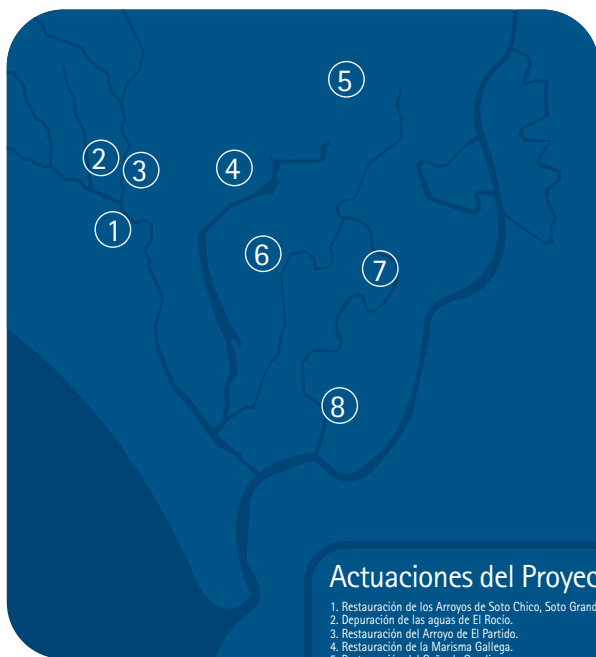 5
2
3
4
1
6
7
8
Actuaciones del Proyec
1. Restauración de los Arroyos de Soto Chico, Soto Grand
2. Depuración de las aguas de El Rocío.
3. Restauración del Arroyo de El Partido.
4. Restauración de la Marisma Gallega.